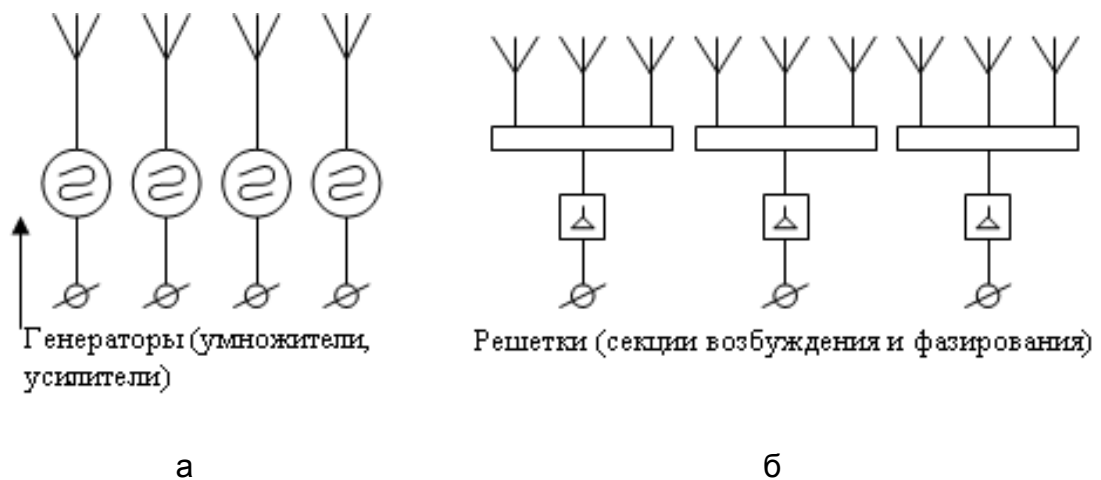 Генераторы (умножители,
усилители)
Решетки (секции возбуждения и фазирования)
а
б